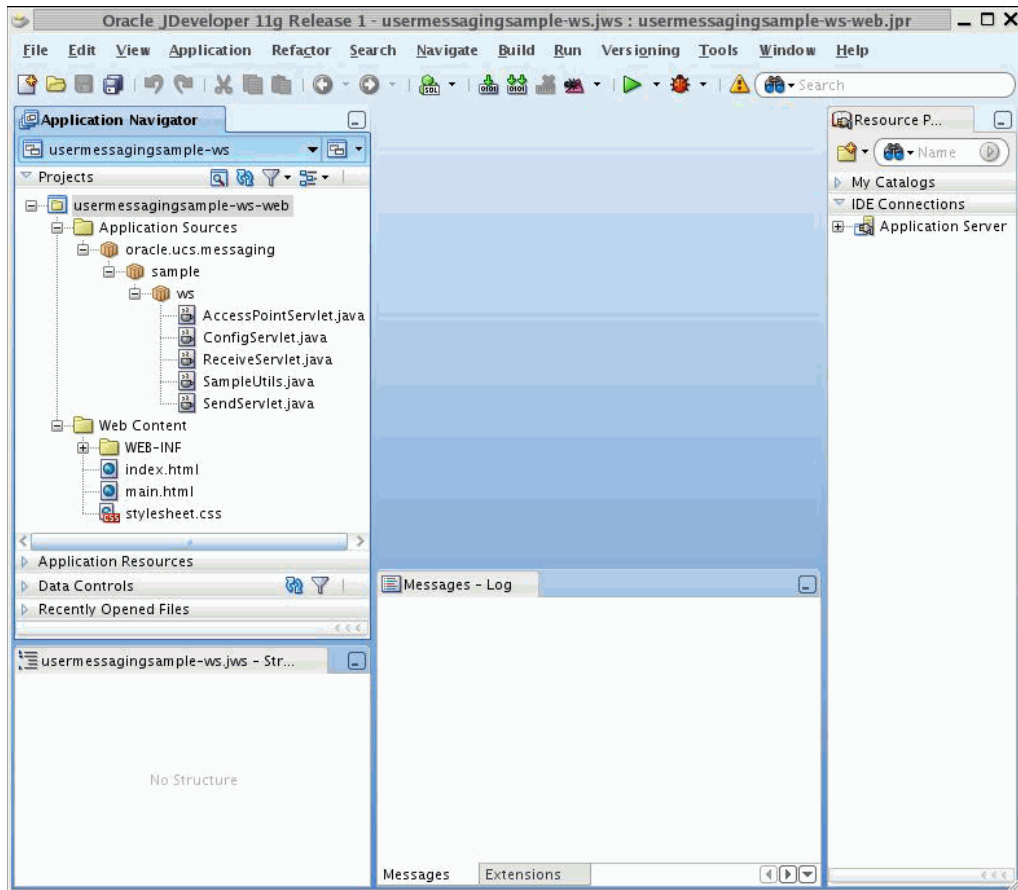 Oracle JDeveloper 11g Release 1 - usermessagingsample-ws.jws : usermessagingsample-ws-web.jpr
File Edit View Application Refactor Search Navigate Build Run Versioning Tools Window Help
Search
Application Navigator
usermessagingsample-ws
Projects
usermessagingsample-ws-web
Application Sources
oracle.ucs.messaging
sample
ws
AccessPointServlet.java
ConfigServlet.java
ReceiveServlet.java
SampleUtils.java
SendServlet.java
Web Content
WEB-INF
index.html
main.html
stylesheet.css
Application Resources
Data Controls
Recently Opened Files
usermessagingsample-ws.jws - Str...
No Structure
Messages - Log
Messages Extensions
Resource P...
Name
My Catalogs
IDE Connections
Application Server